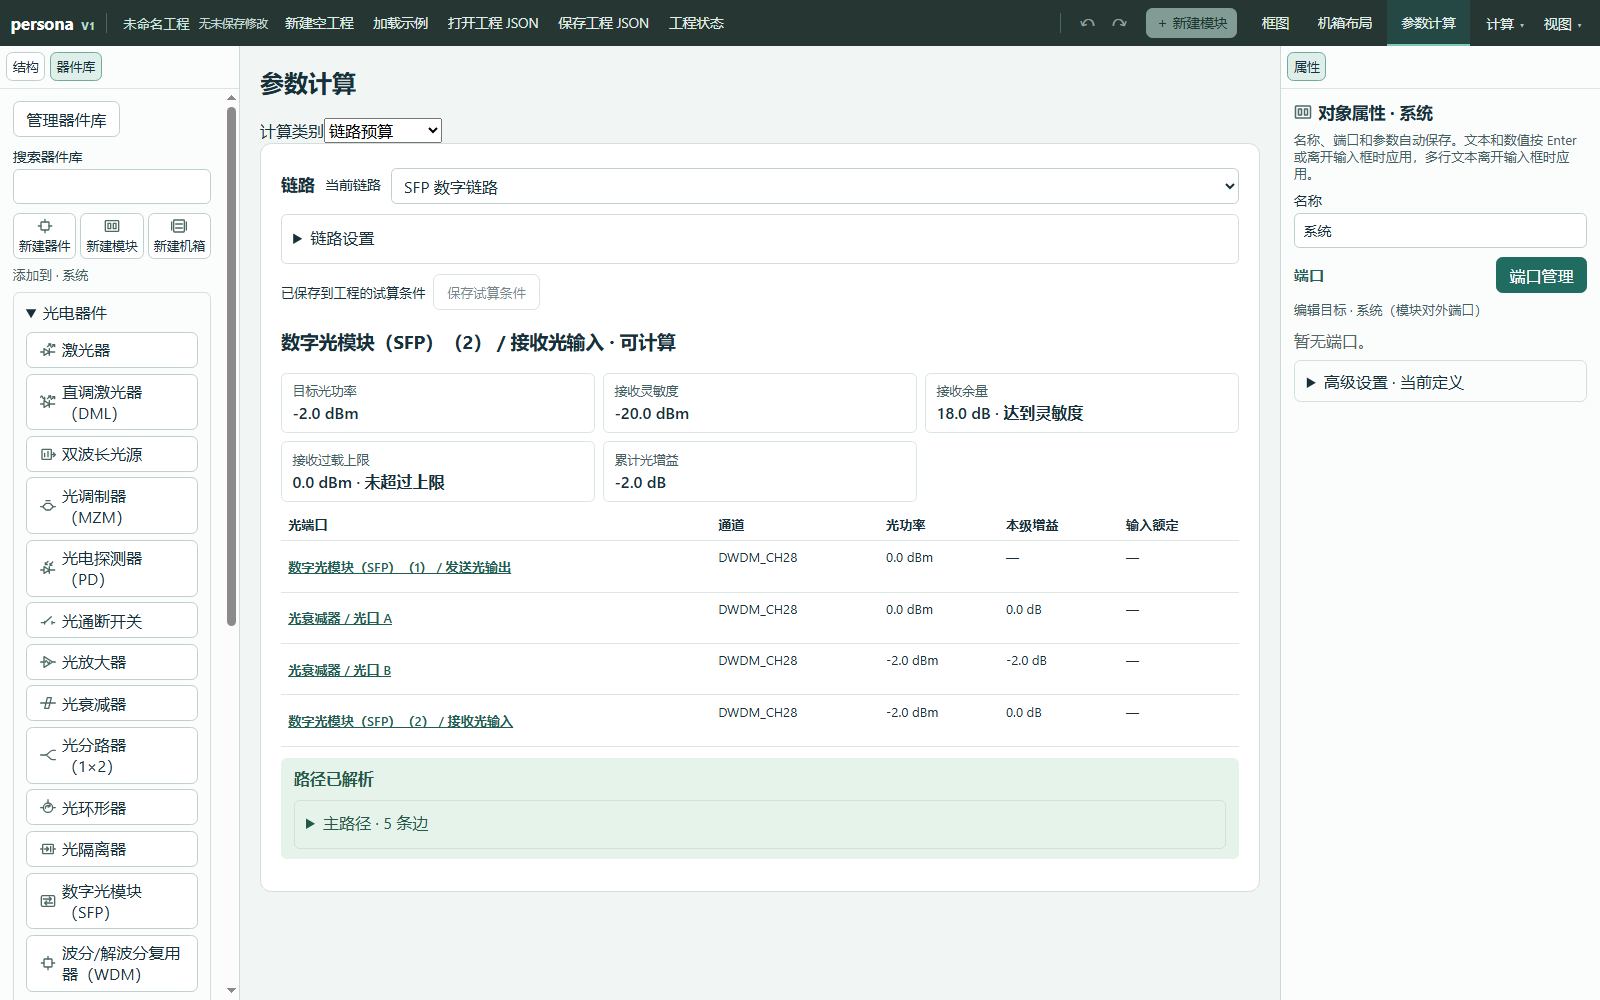 persona V1
未命名工程 无未保存修改 新建空工程 加载示例 打开工程 JSON 保存工程 JSON 工程状态
+ 新建模块 框图 机箱布局 参数计算 计算 视图
结构 器件库
管理器件库
搜索器件库
新建器件 新建模块 新建机箱
添加到 · 系统
▼ 光电器件
激光器
直调激光器
（DML）
双波长光源
光调制器
（MZM）
光电探测器
（PD）
光通断开关
光放大器
光衰减器
光分路器
（1×2）
光环形器
光隔离器
数字光模块
（SFP）
波分/解波分复用
器（WDM）
参数计算
计算类别 链路预算
链路 当前链路 SFP 数字链路
▶ 链路设置
已保存到工程的试算条件 保存试算条件
数字光模块（SFP）（2） / 接收光输入 · 可计算
目标光功率
-2.0 dBm
接收灵敏度
-20.0 dBm
接收余量
18.0 dB · 达到灵敏度
接收过载上限
0.0 dBm · 未超过上限
累计光增益
-2.0 dB
光端口 通道 光功率 本级增益 输入额定
数字光模块（SFP）（1） / 发送光输出 DWDM_CH28 0.0 dBm — —
光衰减器 / 光口 A DWDM_CH28 0.0 dBm 0.0 dB —
光衰减器 / 光口 B DWDM_CH28 -2.0 dBm -2.0 dB —
数字光模块（SFP）（2） / 接收光输入 DWDM_CH28 -2.0 dBm 0.0 dB —
路径已解析
▶ 主路径 · 5 条边
属性
对象属性 · 系统
名称、端口和参数自动保存。文本和数值按 Enter
或离开输入框时应用，多行文本离开输入框时应
用。
名称
系统
端口 端口管理
编辑目标 · 系统（模块对外端口）
暂无端口。
▶ 高级设置 · 当前定义